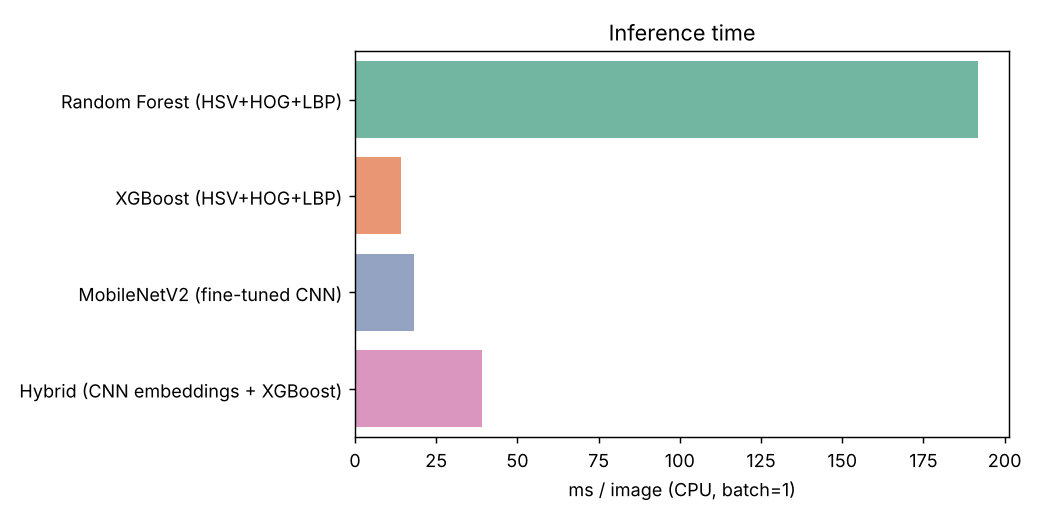 Inference time
Random Forest (HSV+HOG+LBP)
XGBoost (HSV+HOG+LBP)
MobileNetV2 (fine-tuned CNN)
Hybrid (CNN embeddings + XGBoost)
0 25 50 75 100 125 150 175 200
ms / image (CPU, batch=1)